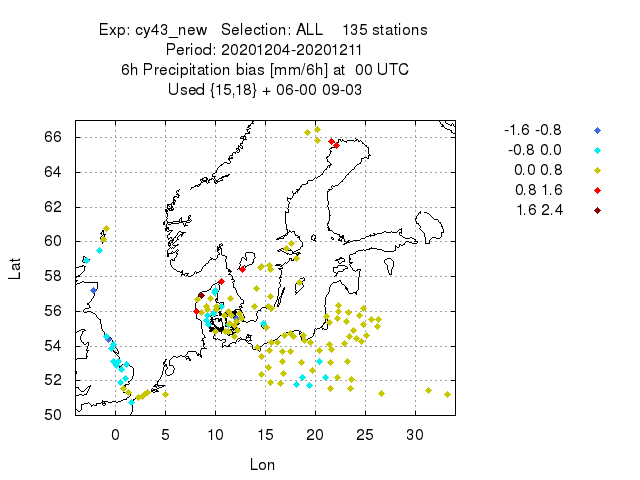 Exp: cy43_new   Selection: ALL    135 stations
Period: 20201204-20201211
6h Precipitation bias [mm/6h] at  00 UTC
Used {15,18} + 06-00 09-03
-1.6 -0.8
-0.8 0.0
0.0 0.8
0.8 1.6
1.6 2.4
66
64
62
60
58
56
54
52
50
Lat
0 5 10 15 20 25 30
Lon